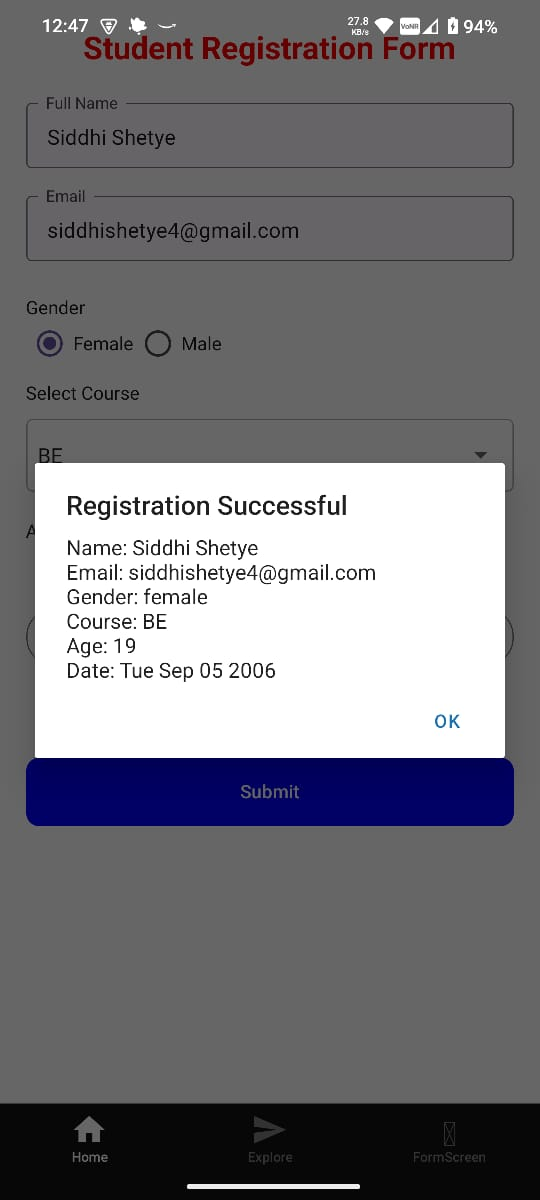 12:47
27.8
KB/s
VoNR
94%
Student Registration Form
Full Name
Siddhi Shetye
Email
siddhishetye4@gmail.com
Gender
Female
Male
Select Course
BE
A
Registration Successful
Name: Siddhi Shetye
Email: siddhishetye4@gmail.com
Gender: female
Course: BE
Age: 19
Date: Tue Sep 05 2006
OK
Submit
Home
Explore
FormScreen